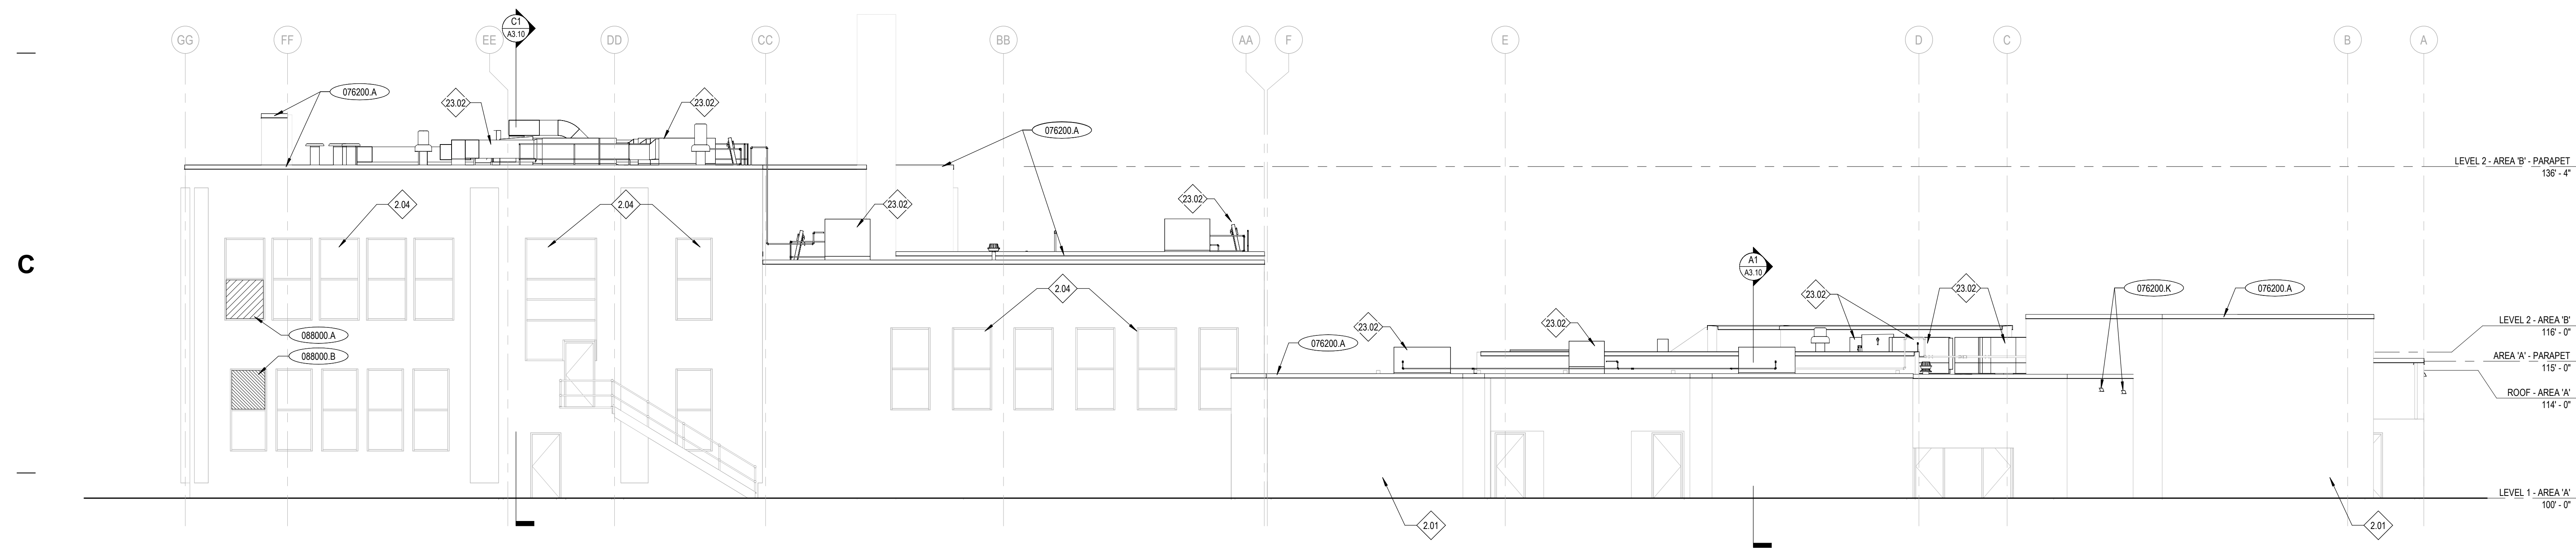 C1
A3.10
GG
FF
EE
DD
CC
BB
AA
F
E
D
C
B
A
076200.A
23.02
23.02
076200.A
LEVEL 2 - AREA 'B' - PARAPET
136' - 4"
2.04
2.04
23.02
23.02
C
A1
A3.10
2.04
23.02
23.02
076200.K
076200.A
088000.A
088000.B
076200.A
23.02
23.02
LEVEL 2 - AREA 'B'
116' - 0"
AREA 'A' - PARAPET
115' - 0"
ROOF - AREA 'A'
114' - 0"
LEVEL 1 - AREA 'A'
100' - 0"
2.01
2.01